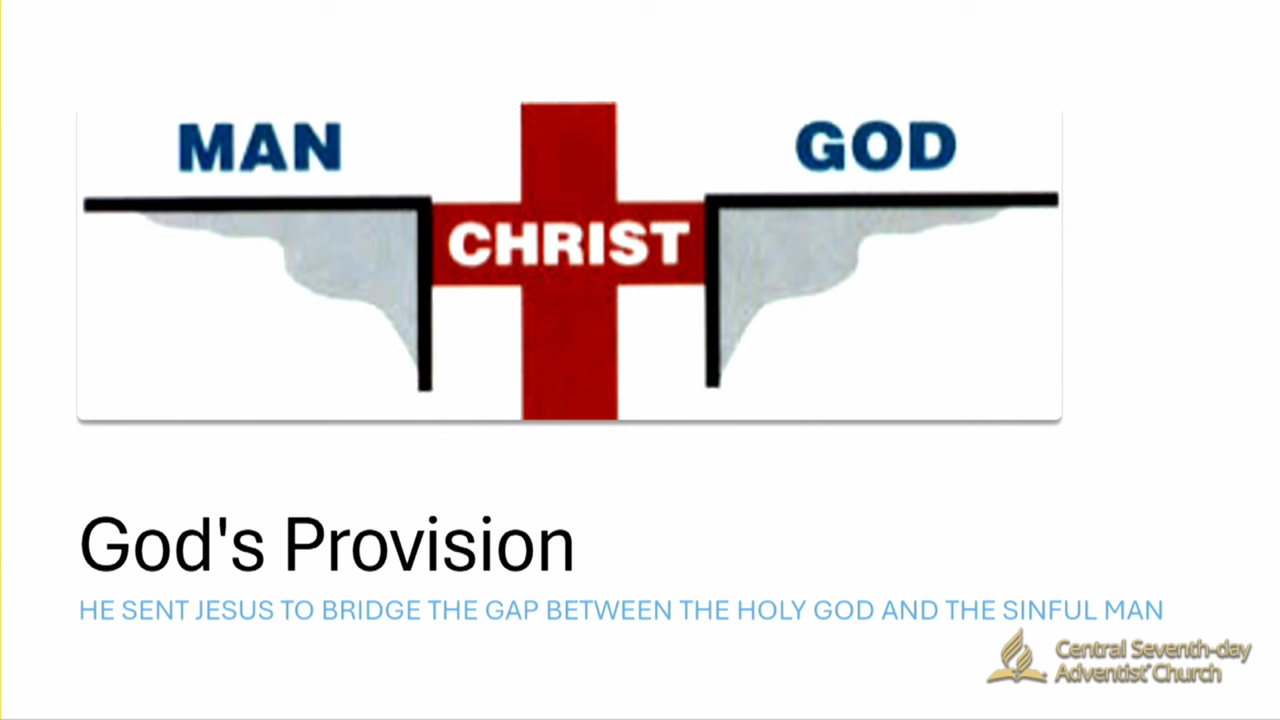 MAN
GOD
CHRIST
God's Provision
HE SENT JESUS TO BRIDGE THE GAP BETWEEN THE HOLY GOD AND THE SINFUL MAN
Central Seventh-day
Adventist Church